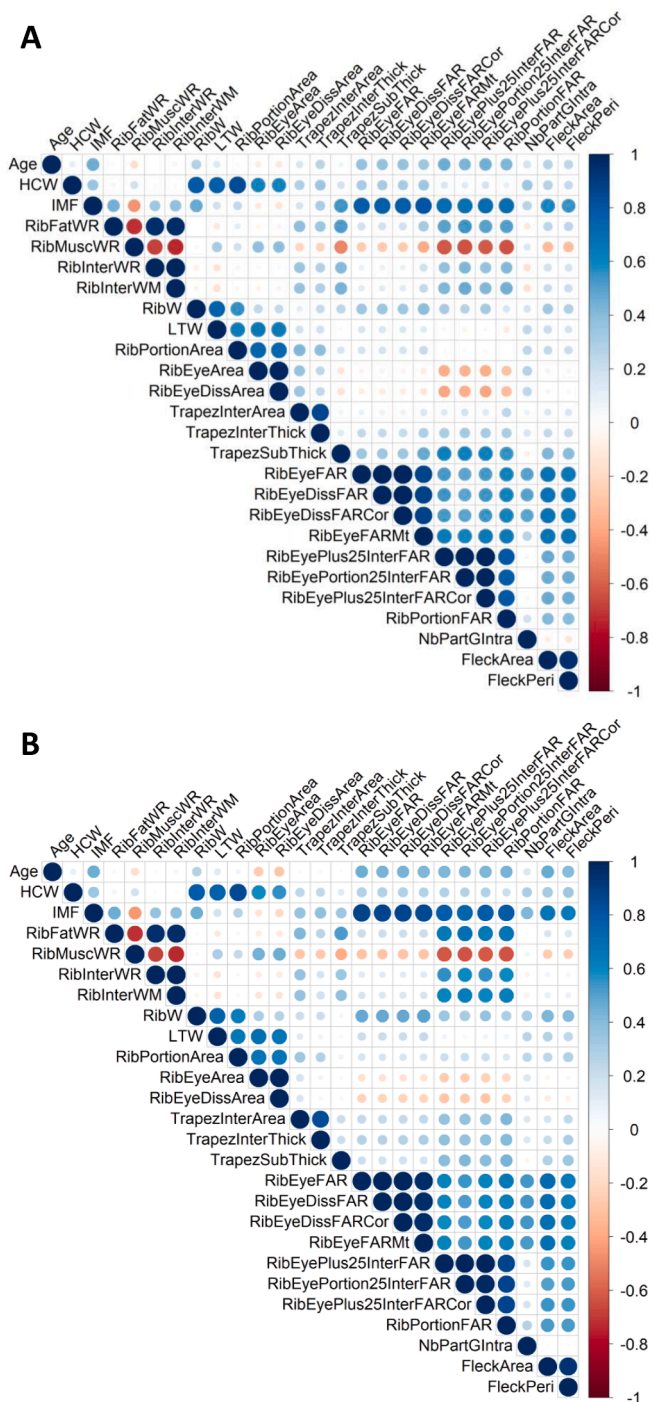 A
Age
HCW
IMF
RibFatWR
RibMuscWR
RibInterWR
RibInterWM
RibW
LTW
RibPortionArea
RibEyeArea
RibEyeDissArea
TrapezInterArea
TrapezInterThick
TrapezSubThick
RibEyeFAR
RibEyeDissFAR
RibEyeDissFARCor
RibEyeFARMt
RibEyePlus25InterFAR
RibEyePortion25InterFAR
RibEyePlus25InterFARCor
RibPortionFAR
NbPartGIntra
FleckArea
FleckPeri
Age
HCW
IMF
RibFatWR
RibMuscWR
RibInterWR
RibInterWM
RibW
LTW
RibPortionArea
RibEyeArea
RibEyeDissArea
TrapezInterArea
TrapezInterThick
TrapezSubThick
RibEyeFAR
RibEyeDissFAR
RibEyeDissFARCor
RibEyeFARMt
RibEyePlus25InterFAR
RibEyePortion25InterFAR
RibEyePlus25InterFARCor
RibPortionFAR
NbPartGIntra
FleckArea
FleckPeri
1
0.8
0.6
0.4
0.2
0
-0.2
-0.4
-0.6
-0.8
-1
B
Age
HCW
IMF
RibFatWR
RibMuscWR
RibInterWR
RibInterWM
RibW
LTW
RibPortionArea
RibEyeArea
RibEyeDissArea
TrapezInterArea
TrapezInterThick
TrapezSubThick
RibEyeFAR
RibEyeDissFAR
RibEyeDissFARCor
RibEyeFARMt
RibEyePlus25InterFAR
RibEyePortion25InterFAR
RibEyePlus25InterFARCor
RibPortionFAR
NbPartGIntra
FleckArea
FleckPeri
Age
HCW
IMF
RibFatWR
RibMuscWR
RibInterWR
RibInterWM
RibW
LTW
RibPortionArea
RibEyeArea
RibEyeDissArea
TrapezInterArea
TrapezInterThick
TrapezSubThick
RibEyeFAR
RibEyeDissFAR
RibEyeDissFARCor
RibEyeFARMt
RibEyePlus25InterFAR
RibEyePortion25InterFAR
RibEyePlus25InterFARCor
RibPortionFAR
NbPartGIntra
FleckArea
FleckPeri
1
0.8
0.6
0.4
0.2
0
-0.2
-0.4
-0.6
-0.8
-1